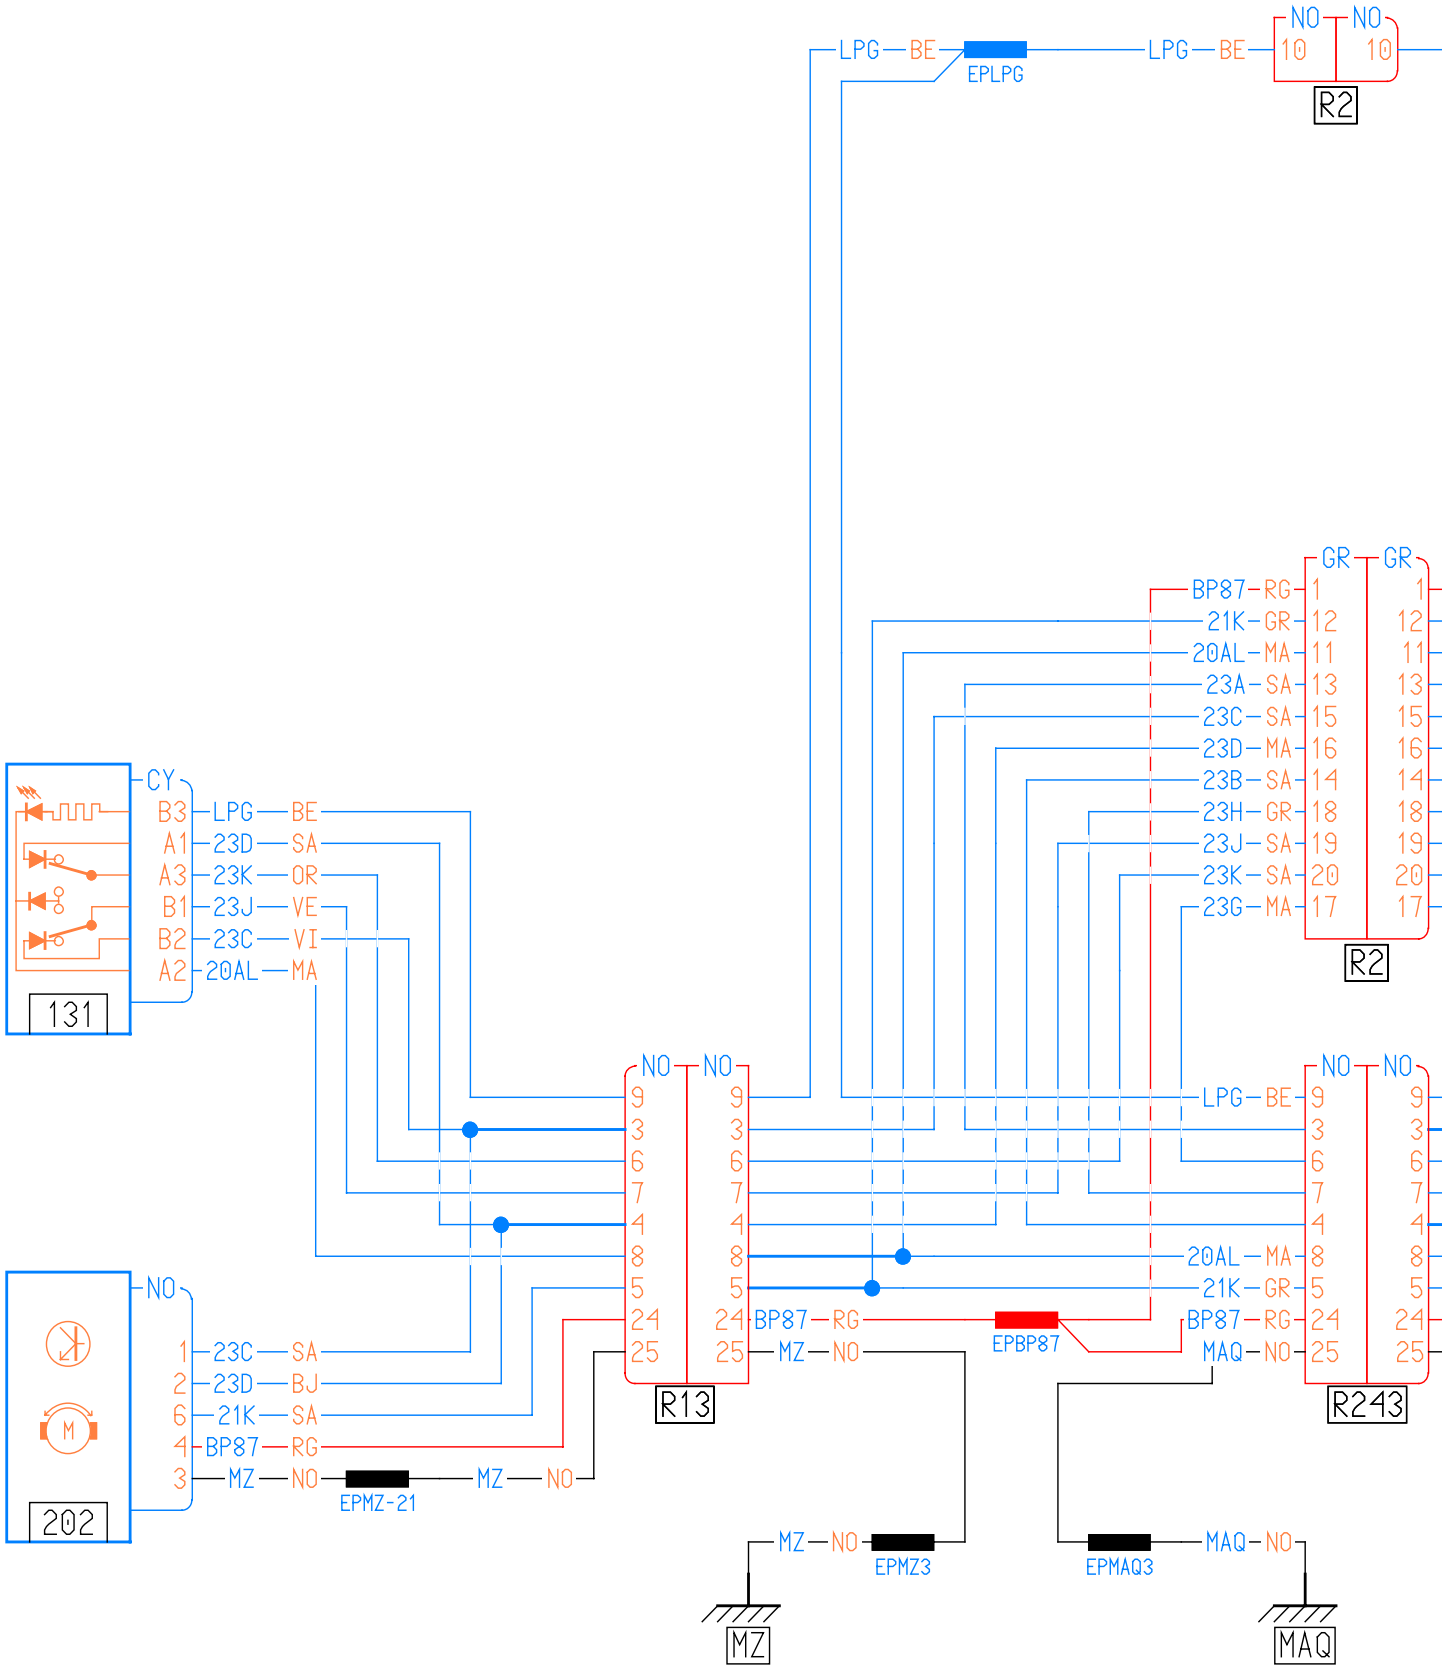 NO NO
LPG BE LPG BE 10 10
EPLPG
R2
GR GR
BP87 RG 1 1
21K GR 12 12
20AL MA 11 11
23A SA 13 13
23C SA 15 15
23D MA 16 16
23B SA 14 14
23H GR 18 18
23J SA 19 19
23K SA 20 20
23G MA 17 17
R2
CY
B3 LPG BE
A1 23D SA
A3 23K OR
B1 23J VE
B2 23C VI
A2 20AL MA
131
NO NO NO NO
9 9 LPG BE 9 9
3 3 3 3
6 6 6 6
7 7 7 7
4 4 4 4
8 8 20AL MA 8 8
5 5 21K GR 5 5
24 24 BP87 RG BP87 RG 24 24
EPBP87
25 25 MZ NO MAQ NO 25 25
R13 R243
NO
1 23C SA
2 23D BJ
6 21K SA
M
4 BP87 RG
3 MZ NO MZ NO
EPMZ-21
202
MZ NO MAQ NO
EPMZ3 EPMAQ3
MZ MAQ